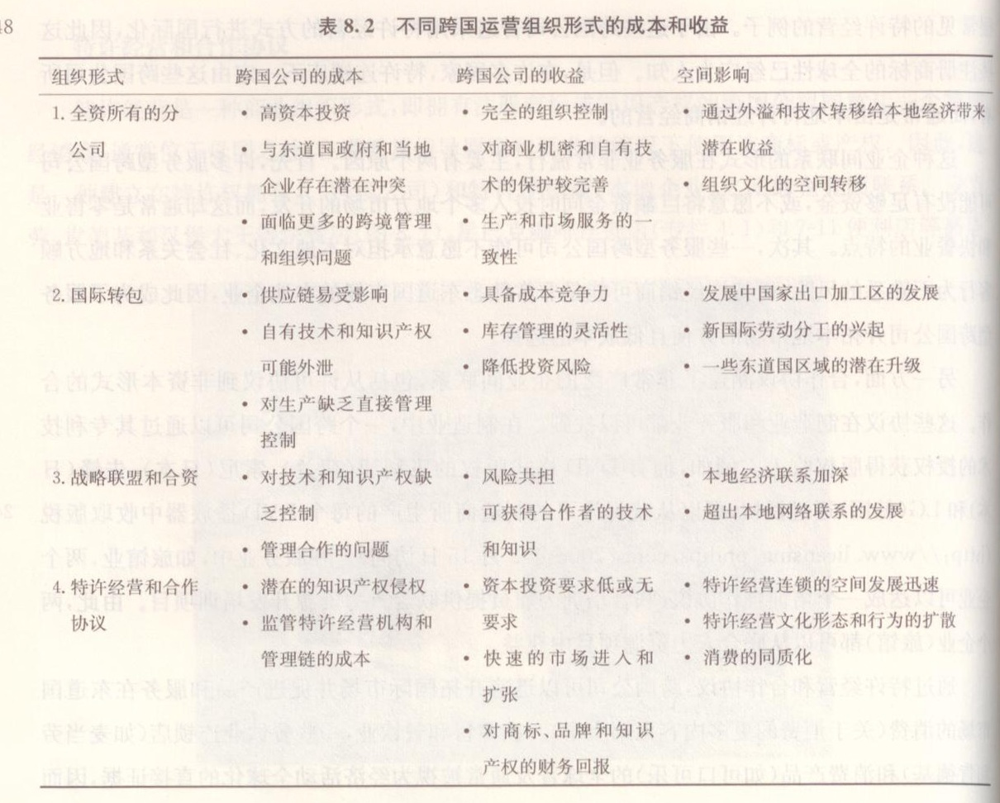 48
表 8.2 不同跨国运营组织形式的成本和收益
组织形式 跨国公司的成本 跨国公司的收益 空间影响
1. 全资所有的分 • 高资本投资 • 完全的组织控制 • 通过外溢和技术转移给本地经济带来
公司 • 与东道国政府和当地 • 对商业机密和自有技 潜在收益
企业存在潜在冲突 术的保护较完善 • 组织文化的空间转移
• 面临更多的跨境管理 • 生产和市场服务的一
和组织问题 致性
2. 国际转包 • 供应链易受影响 • 具备成本竞争力 • 发展中国家出口加工区的发展
• 自有技术和知识产权 • 库存管理的灵活性 • 新国际劳动分工的兴起
可能外泄 • 降低投资风险 • 一些东道国区域的潜在升级
• 对生产缺乏直接管理
控制
3. 战略联盟和合资 • 对技术和知识产权缺 • 风险共担 • 本地经济联系加深
乏控制 • 可获得合作者的技术 • 超出本地网络联系的发展
• 管理合作的问题 和知识
4. 特许经营和合作 • 潜在的知识产权侵权 • 资本投资要求低或无 • 特许经营连锁的空间发展迅速
协议 • 监管特许经营机构和 要求 • 特许经营文化形态和行为的扩散
管理链的成本 • 快速的市场进入和 • 消费的同质化
扩张
• 对商标、品牌和知识
产权的财务回报